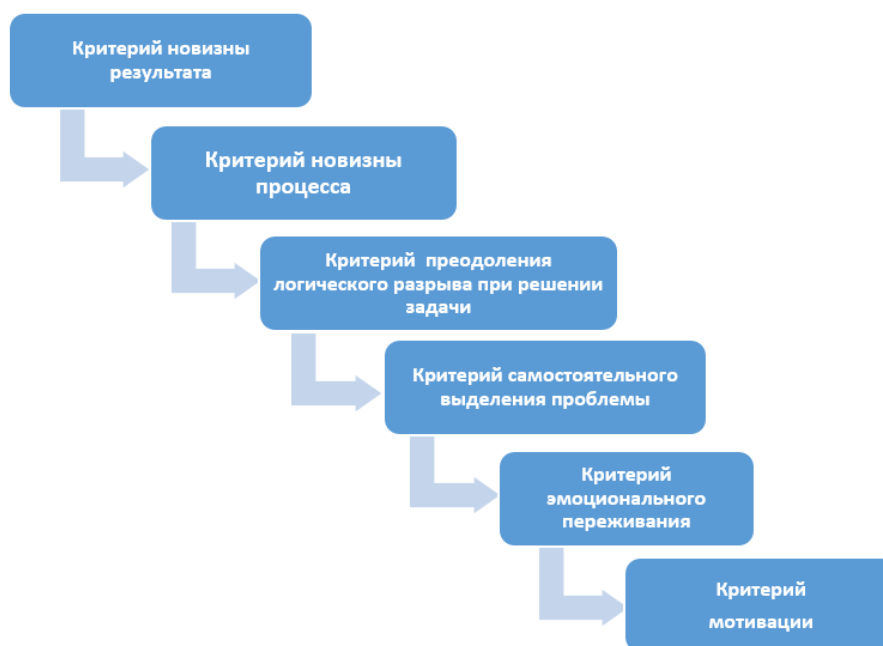 Критерий новизны
результата
Критерий новизны
процесса
Критерий преодоления
логического разрыва при решении
задачи
Критерий самостоятельного
выделения проблемы
Критерий
эмоционального
переживания
Критерий
мотивации